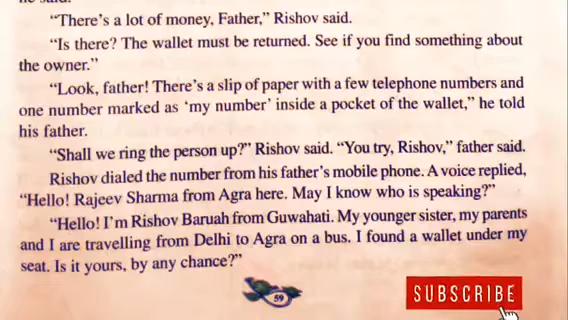 he said.
“There’s a lot of money, Father,” Rishov said.
“Is there? The wallet must be returned. See if you find something about
the owner.”
“Look, father! There’s a slip of paper with a few telephone numbers and
one number marked as ‘my number’ inside a pocket of the wallet,” he told
his father.
“Shall we ring the person up?” Rishov said. “You try, Rishov,” father said.
Rishov dialed the number from his father’s mobile phone. A voice replied,
“Hello! Rajeev Sharma from Agra here. May I know who is speaking?”
“Hello! I’m Rishov Baruah from Guwahati. My younger sister, my parents
and I are travelling from Delhi to Agra on a bus. I found a wallet under my
seat. Is it yours, by any chance?”
59
SUBSCRIBE